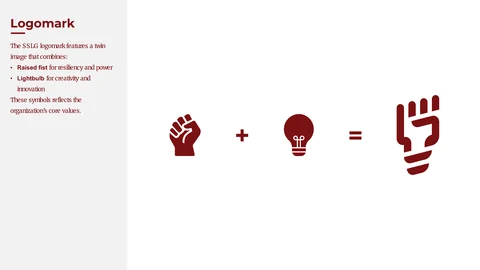 Logomark
The SSLG logomark features a twin
image that combines:
• Raised fist for resiliency and power
• Lightbulb for creativity and
innovation
These symbols reflects the
organization's core values.
+ =